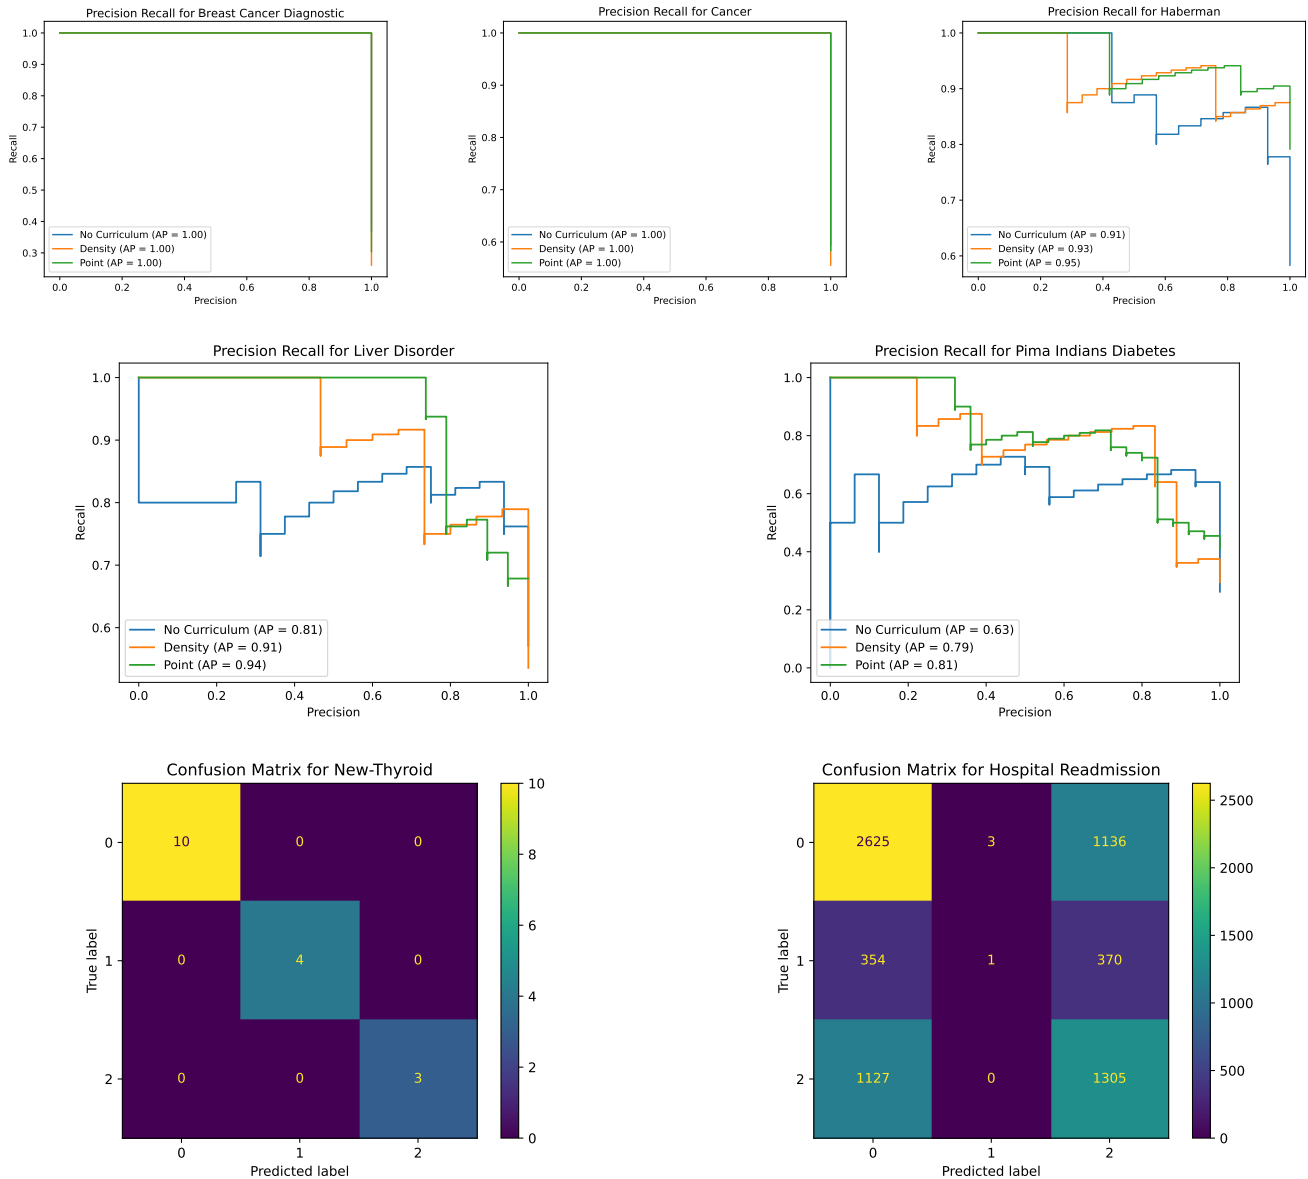 Precision Recall for Breast Cancer Diagnostic
1.0
0.9
0.8
0.7
0.6
0.5
0.4
0.3
Recall
No Curriculum (AP = 1.00)
Density (AP = 1.00)
Point (AP = 1.00)
0.0 0.2 0.4 0.6 0.8 1.0
Precision
Precision Recall for Cancer
1.0
0.9
0.8
0.7
0.6
Recall
No Curriculum (AP = 1.00)
Density (AP = 1.00)
Point (AP = 1.00)
0.0 0.2 0.4 0.6 0.8 1.0
Precision
Precision Recall for Haberman
1.0
0.9
0.8
0.7
0.6
Recall
No Curriculum (AP = 0.91)
Density (AP = 0.93)
Point (AP = 0.95)
0.0 0.2 0.4 0.6 0.8 1.0
Precision
Precision Recall for Liver Disorder
1.0
0.9
0.8
0.7
0.6
Recall
No Curriculum (AP = 0.81)
Density (AP = 0.91)
Point (AP = 0.94)
0.0 0.2 0.4 0.6 0.8 1.0
Precision
Precision Recall for Pima Indians Diabetes
1.0
0.8
0.6
0.4
0.2
0.0
Recall
No Curriculum (AP = 0.63)
Density (AP = 0.79)
Point (AP = 0.81)
0.0 0.2 0.4 0.6 0.8 1.0
Precision
Confusion Matrix for New-Thyroid
0 10 0 0
1 0 4 0
2 0 0 3
True label
0 1 2
Predicted label
10
8
6
4
2
0
Confusion Matrix for Hospital Readmission
0 2625 3 1136
1 354 1 370
2 1127 0 1305
True label
0 1 2
Predicted label
2500
2000
1500
1000
500
0